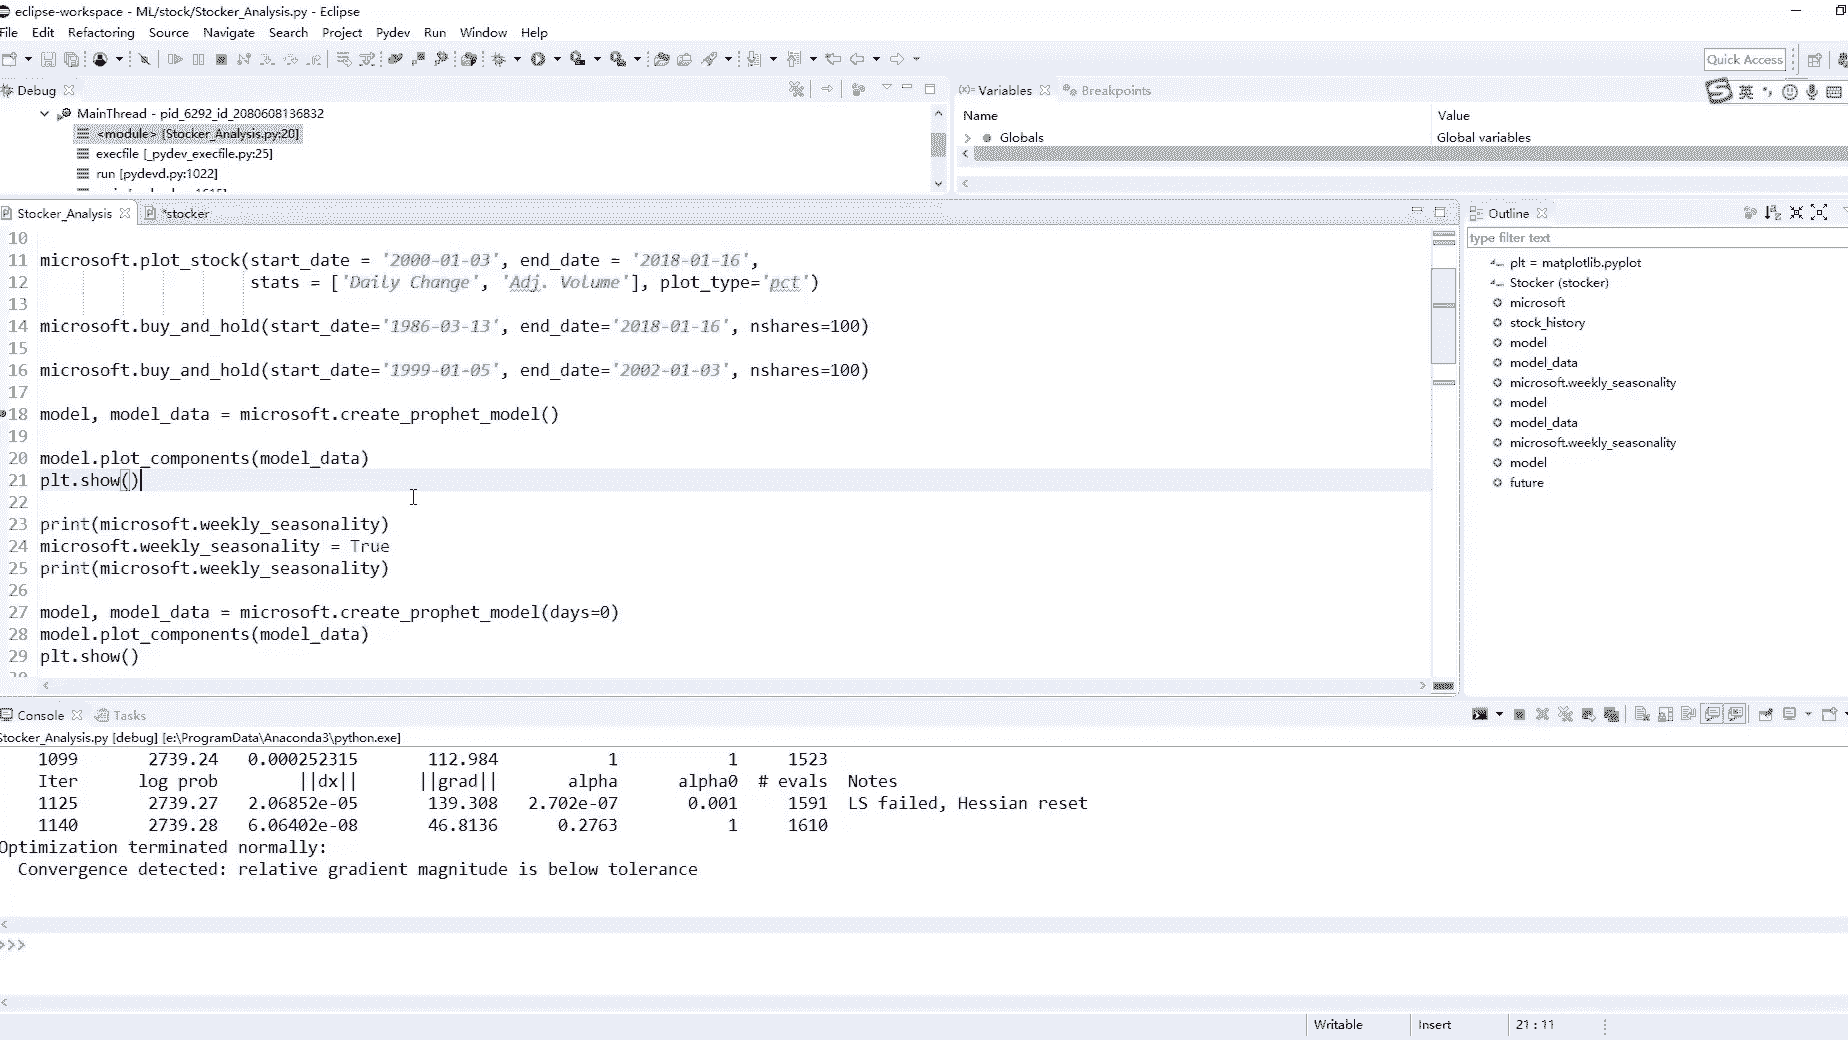 eclipse-workspace - ML/stock/Stocker_Analysis.py - Eclipse
File Edit Refactoring Source Navigate Search Project Pydev Run Window Help
Quick Access
Debug
MainThread - pid_6292_id_2080608136832
<module> [Stocker_Analysis.py:20]
execfile [_pydev_execfile.py:25]
run [pydevd.py:1022]
(x)= Variables Breakpoints
Name Value
Globals Global variables
英
Stocker_Analysis *stocker
10
11 microsoft.plot_stock(start_date = '2000-01-03', end_date = '2018-01-16',
12 stats = ['Daily Change', 'Adj. Volume'], plot_type='pct')
13
14 microsoft.buy_and_hold(start_date='1986-03-13', end_date='2018-01-16', nshares=100)
15
16 microsoft.buy_and_hold(start_date='1999-01-05', end_date='2002-01-03', nshares=100)
17
18 model, model_data = microsoft.create_prophet_model()
19
20 model.plot_components(model_data)
21 plt.show()
22
23 print(microsoft.weekly_seasonality)
24 microsoft.weekly_seasonality = True
25 print(microsoft.weekly_seasonality)
26
27 model, model_data = microsoft.create_prophet_model(days=0)
28 model.plot_components(model_data)
29 plt.show()
Outline
type filter text
plt = matplotlib.pyplot
Stocker (stocker)
microsoft
stock_history
model
model_data
microsoft.weekly_seasonality
model
model_data
microsoft.weekly_seasonality
model
future
Console Tasks
Stocker_Analysis.py [debug] [e:\ProgramData\Anaconda3\python.exe]
1099 2739.24 0.000252315 112.984 1 1 1523
Iter log prob ||dx|| ||grad|| alpha alpha0 # evals Notes
1125 2739.27 2.06852e-05 139.308 2.702e-07 0.001 1591 LS failed, Hessian reset
1140 2739.28 6.06402e-08 46.8136 0.2763 1 1610
Optimization terminated normally:
Convergence detected: relative gradient magnitude is below tolerance
>>>
Writable Insert 21 : 11